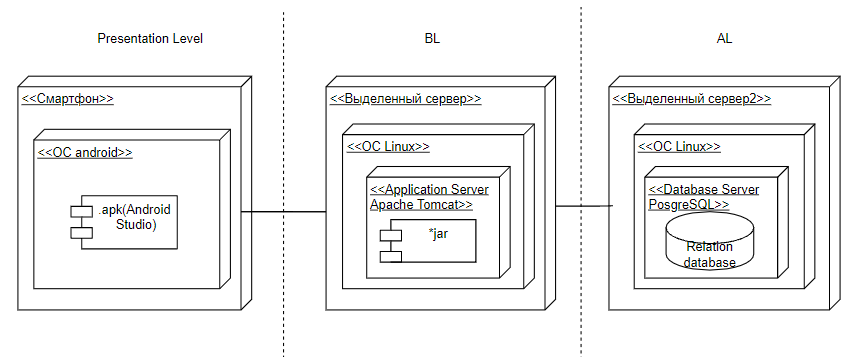 Presentation Level
BL
AL
<<Смартфон>>
<<ОС android>>
.apk(Android
Studio)
<<Выделенный сервер>>
<<ОС Linux>>
<<Application Server
Apache Tomcat>>
*jar
<<Выделенный сервер2>>
<<ОС Linux>>
<<Database Server
PosgreSQL>>
Relation
database